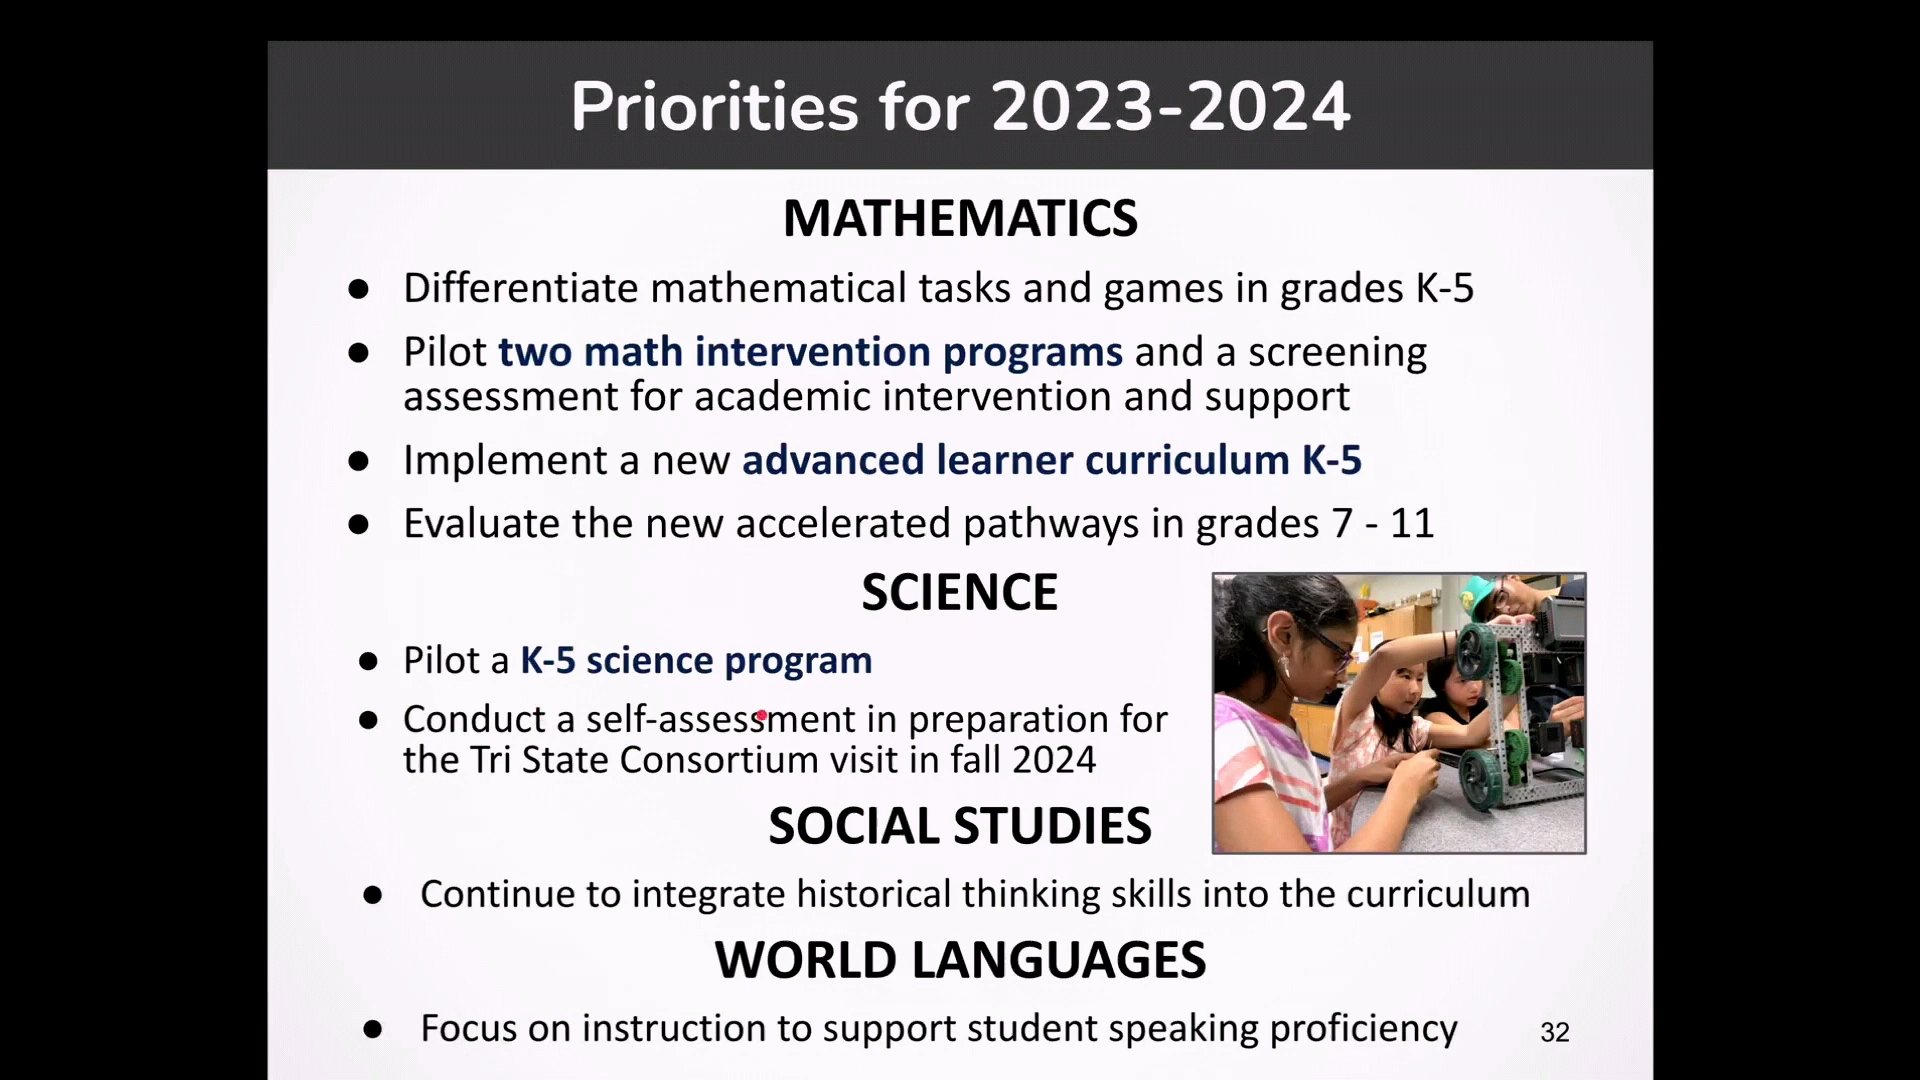 Priorities for 2023-2024
MATHEMATICS
● Differentiate mathematical tasks and games in grades K-5
● Pilot two math intervention programs and a screening
assessment for academic intervention and support
● Implement a new advanced learner curriculum K-5
● Evaluate the new accelerated pathways in grades 7 - 11
SCIENCE
● Pilot a K-5 science program
● Conduct a self-assessment in preparation for
the Tri State Consortium visit in fall 2024
SOCIAL STUDIES
● Continue to integrate historical thinking skills into the curriculum
WORLD LANGUAGES
● Focus on instruction to support student speaking proficiency
32